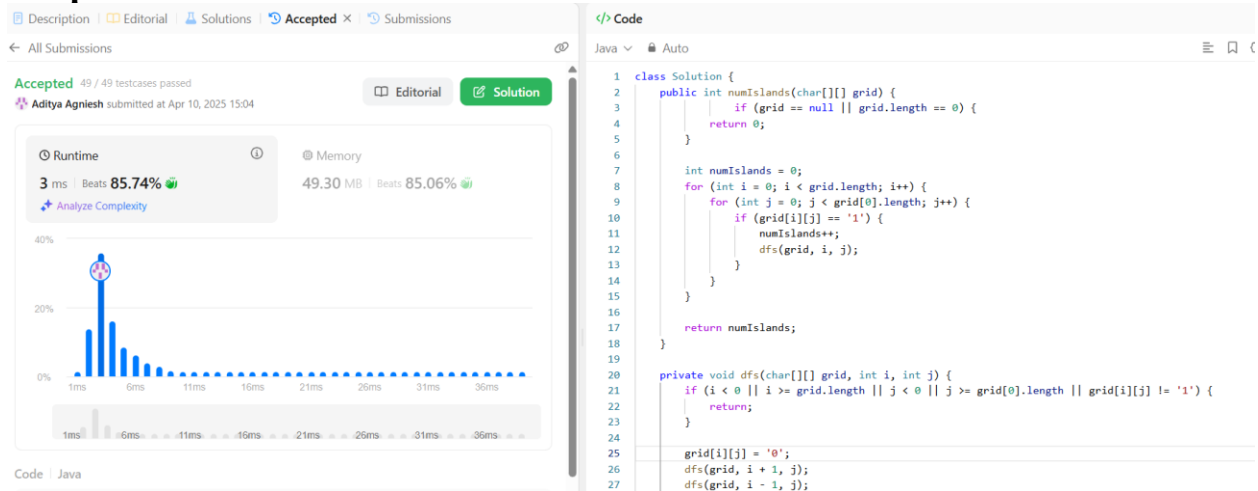 Description | Editorial | Solutions | Accepted × | Submissions
← All Submissions
Accepted 49 / 49 testcases passed
Aditya Agniesh submitted at Apr 10, 2025 15:04
Editorial
Solution
Runtime
3 ms | Beats 85.74%
Analyze Complexity
Memory
49.30 MB | Beats 85.06%
40%
20%
0%
1ms 6ms 11ms 16ms 21ms 26ms 31ms 36ms
1ms 6ms 11ms 16ms 21ms 26ms 31ms 36ms
Code | Java
</> Code
Java Auto
1 class Solution {
2     public int numIslands(char[][] grid) {
3             if (grid == null || grid.length == 0) {
4             return 0;
5         }
6
7         int numIslands = 0;
8         for (int i = 0; i < grid.length; i++) {
9             for (int j = 0; j < grid[0].length; j++) {
10                 if (grid[i][j] == '1') {
11                     numIslands++;
12                     dfs(grid, i, j);
13                 }
14             }
15         }
16
17         return numIslands;
18     }
19
20     private void dfs(char[][] grid, int i, int j) {
21         if (i < 0 || i >= grid.length || j < 0 || j >= grid[0].length || grid[i][j] != '1') {
22             return;
23         }
24
25         grid[i][j] = '0';
26         dfs(grid, i + 1, j);
27         dfs(grid, i - 1, j);